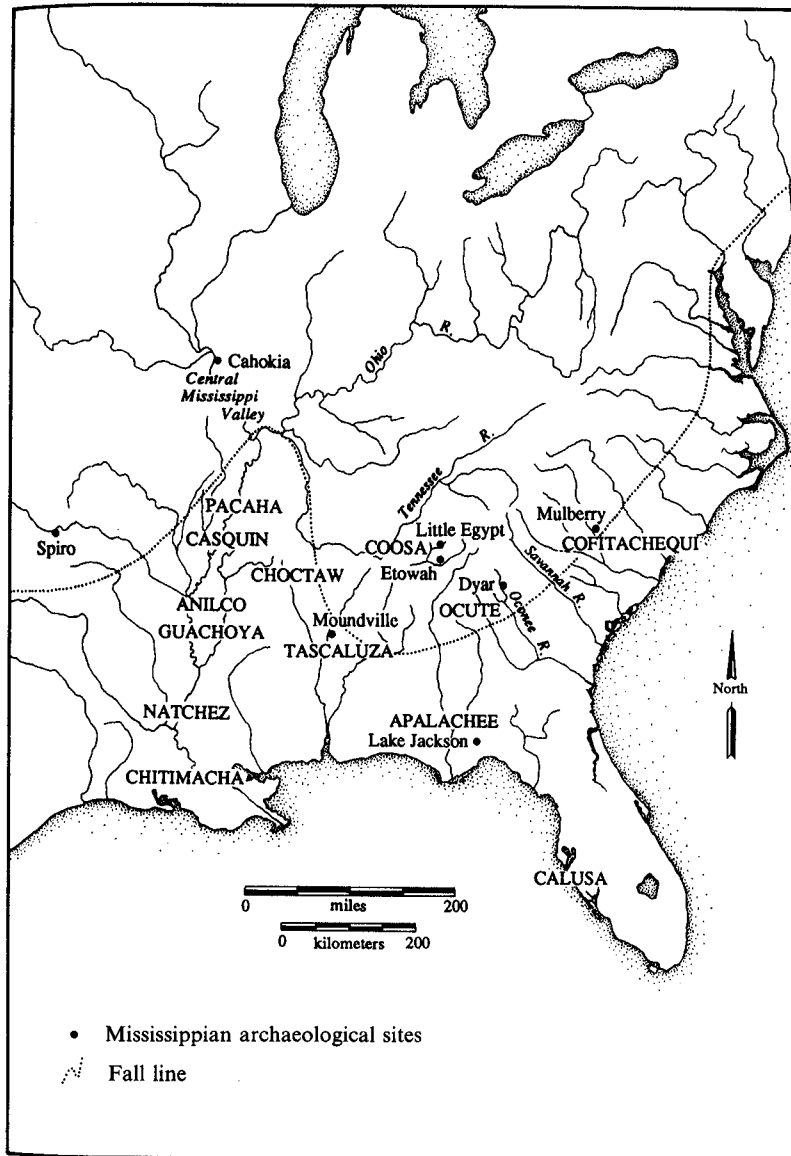 Cahokia
Central
Mississippi
Valley
Ohio
R.
Tennessee
R.
PACAHA
CASQUIN
Spiro
Little Egypt
COOSA
Etowah
Mulberry
COFITACHEQUI
Savannah R.
CHOCTAW
Dyar
OCUTE
Oconee R.
ANILCO
GUACHOYA
Moundville
TASCALUZA
North
NATCHEZ
APALACHEE
Lake Jackson
CHITIMACHA
CALUSA
0 miles 200
0 kilometers 200
Mississippian archaeological sites
Fall line